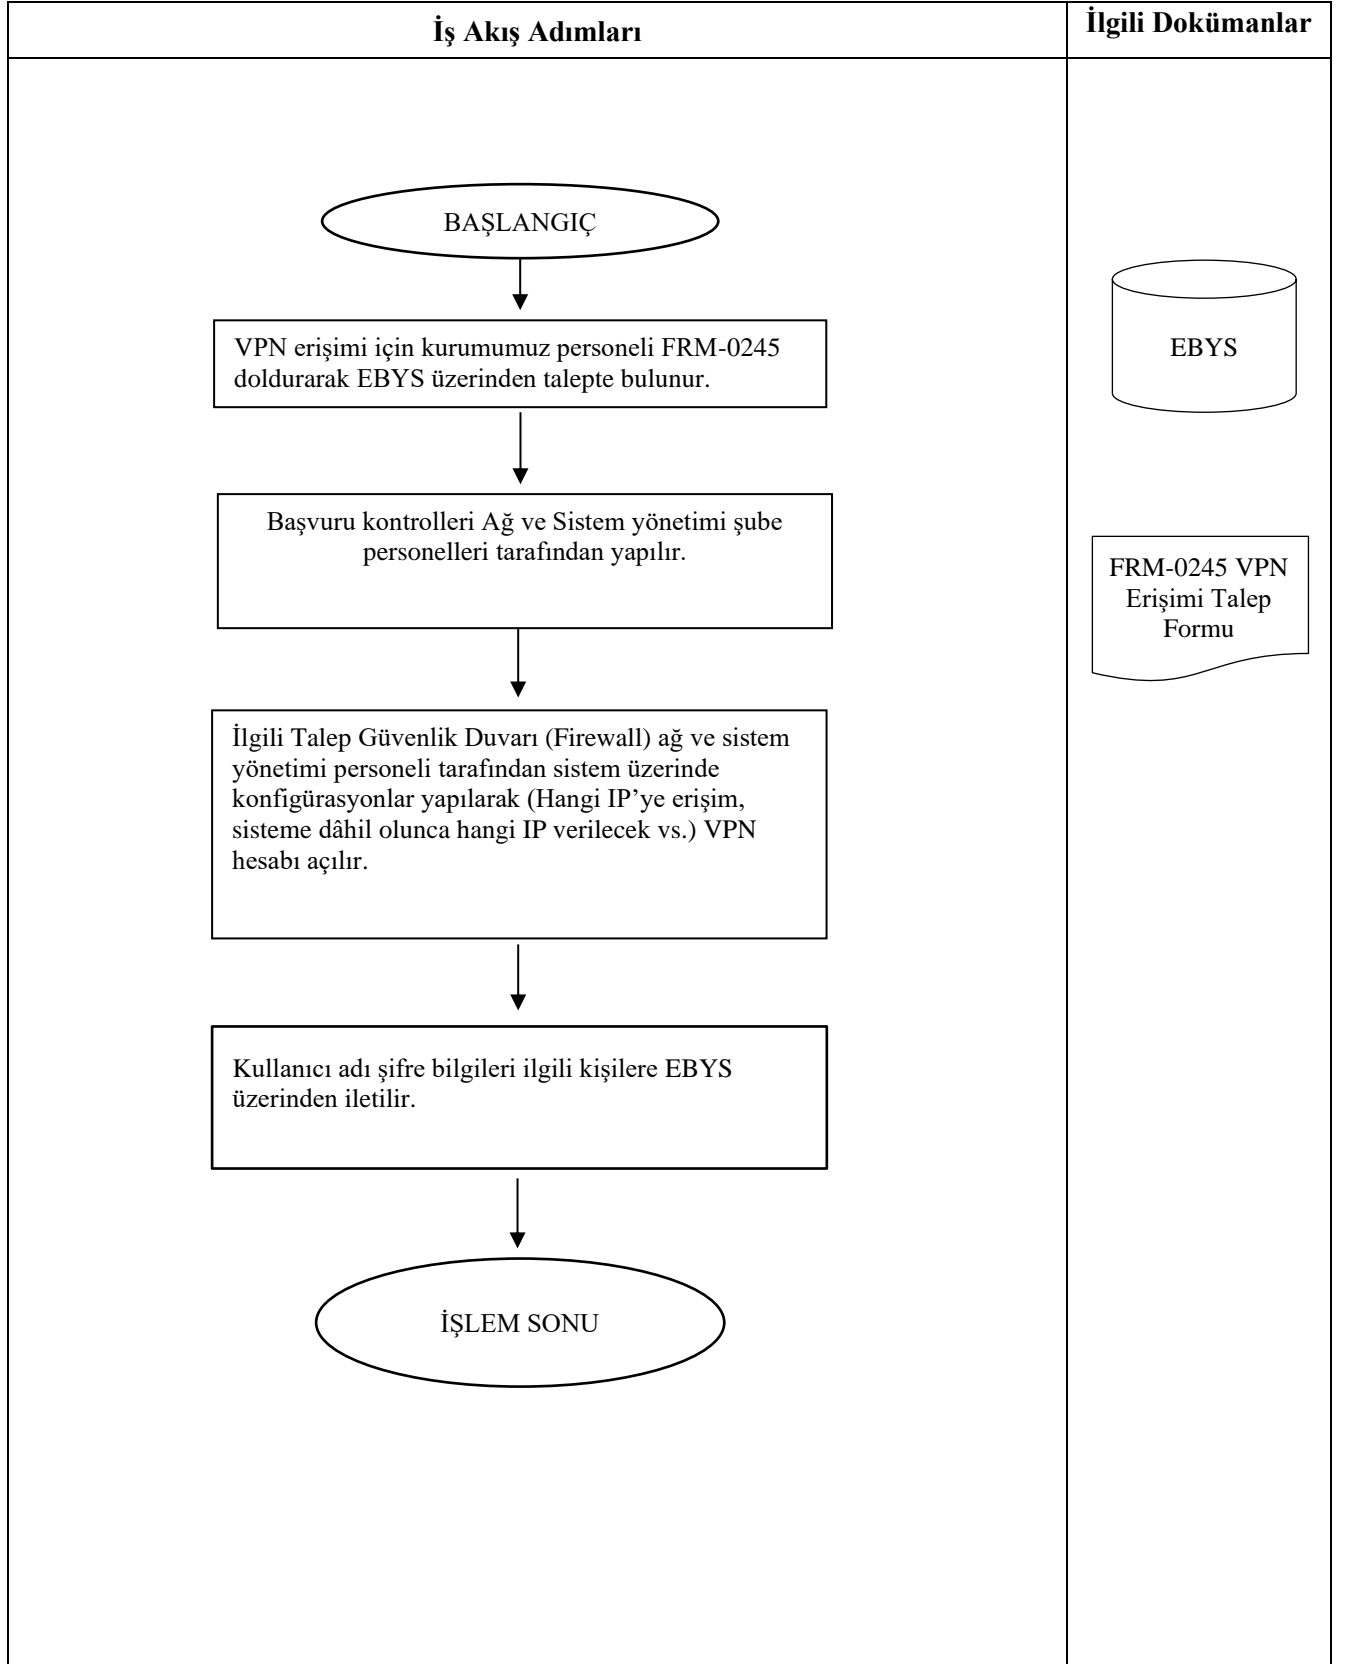 İş Akış Adımları
İlgili Dokümanlar
BAŞLANGIÇ
VPN erişimi için kurumumuz personeli FRM-0245
doldurarak EBYS üzerinden talepte bulunur.
Başvuru kontrolleri Ağ ve Sistem yönetimi şube
personelleri tarafından yapılır.
İlgili Talep Güvenlik Duvarı (Firewall) ağ ve sistem
yönetimi personeli tarafından sistem üzerinde
konfigürasyonlar yapılarak (Hangi IP’ye erişim,
sisteme dâhil olunca hangi IP verilecek vs.) VPN
hesabı açılır.
Kullanıcı adı şifre bilgileri ilgili kişilere EBYS
üzerinden iletilir.
İŞLEM SONU
EBYS
FRM-0245 VPN
Erişimi Talep
Formu